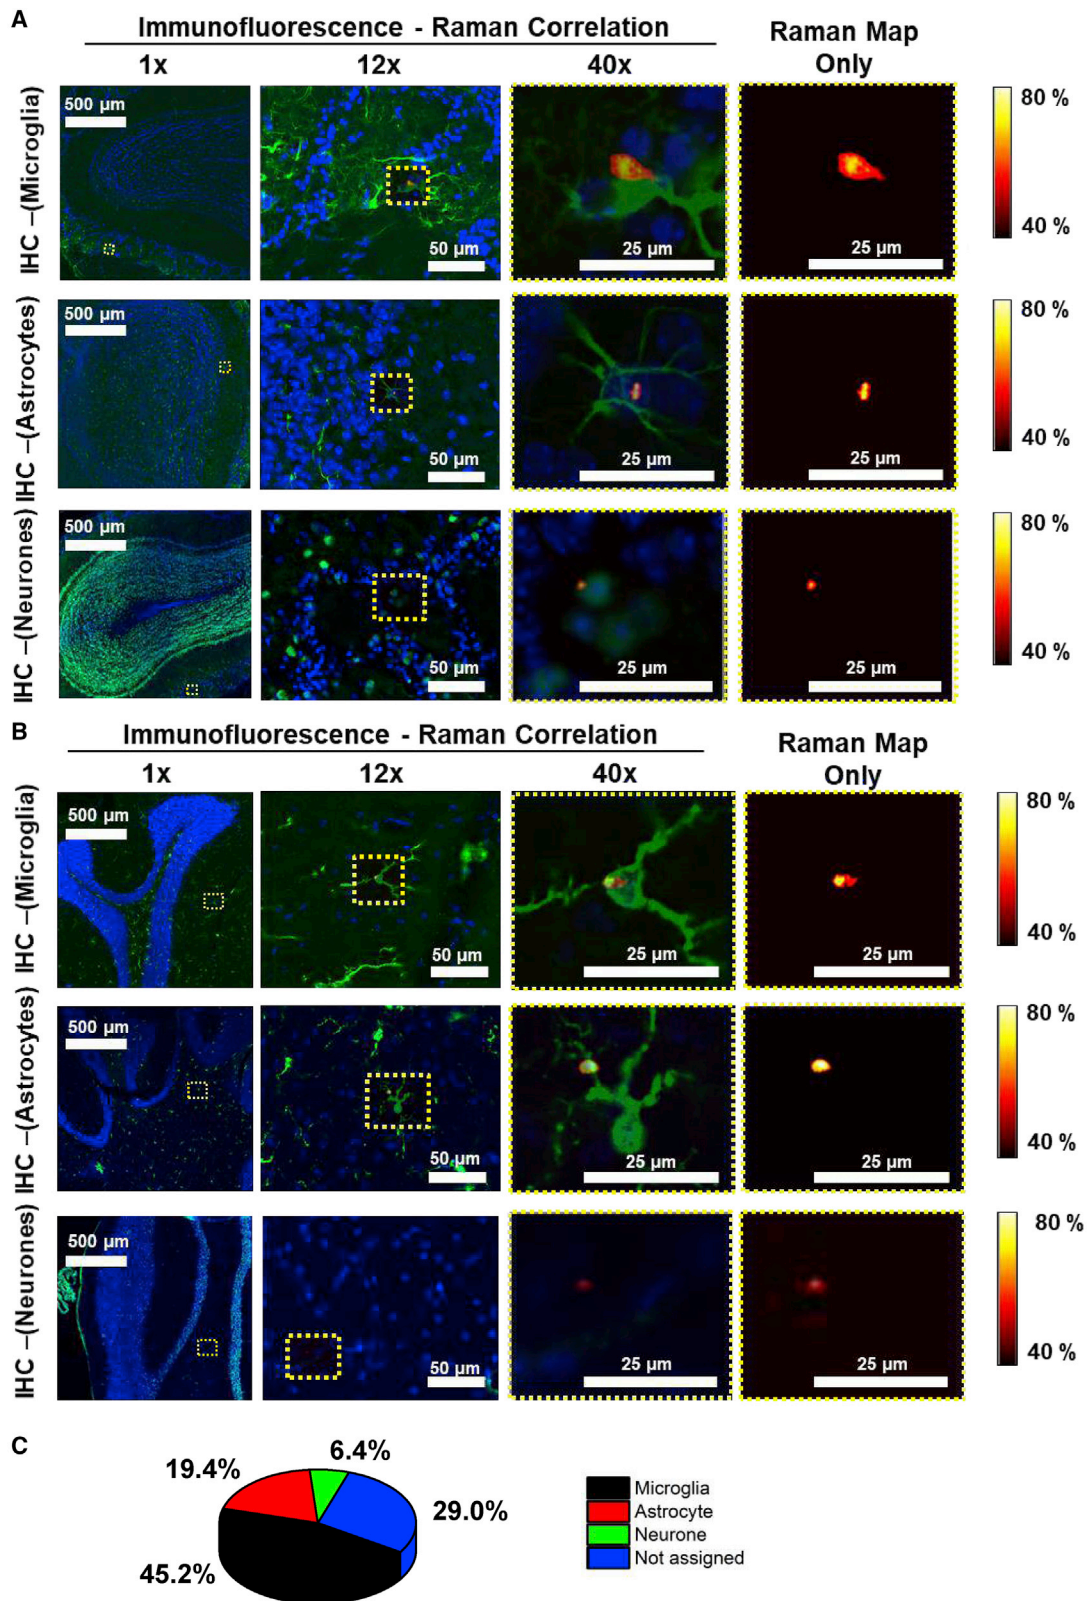 A
Immunofluorescence - Raman Correlation
Raman Map
Only
1x
12x
40x
IHC –(Microglia)
500 µm
50 µm
25 µm
25 µm
80 %
40 %
IHC –(Astrocytes)
500 µm
50 µm
25 µm
25 µm
80 %
40 %
IHC –(Neurones)
500 µm
50 µm
25 µm
25 µm
80 %
40 %
B
Immunofluorescence - Raman Correlation
Raman Map
Only
1x
12x
40x
IHC –(Microglia)
500 µm
50 µm
25 µm
25 µm
80 %
40 %
IHC –(Astrocytes)
500 µm
50 µm
25 µm
25 µm
80 %
40 %
IHC –(Neurones)
500 µm
50 µm
25 µm
25 µm
80 %
40 %
C
6.4%
19.4%
29.0%
45.2%
Microglia
Astrocyte
Neurone
Not assigned